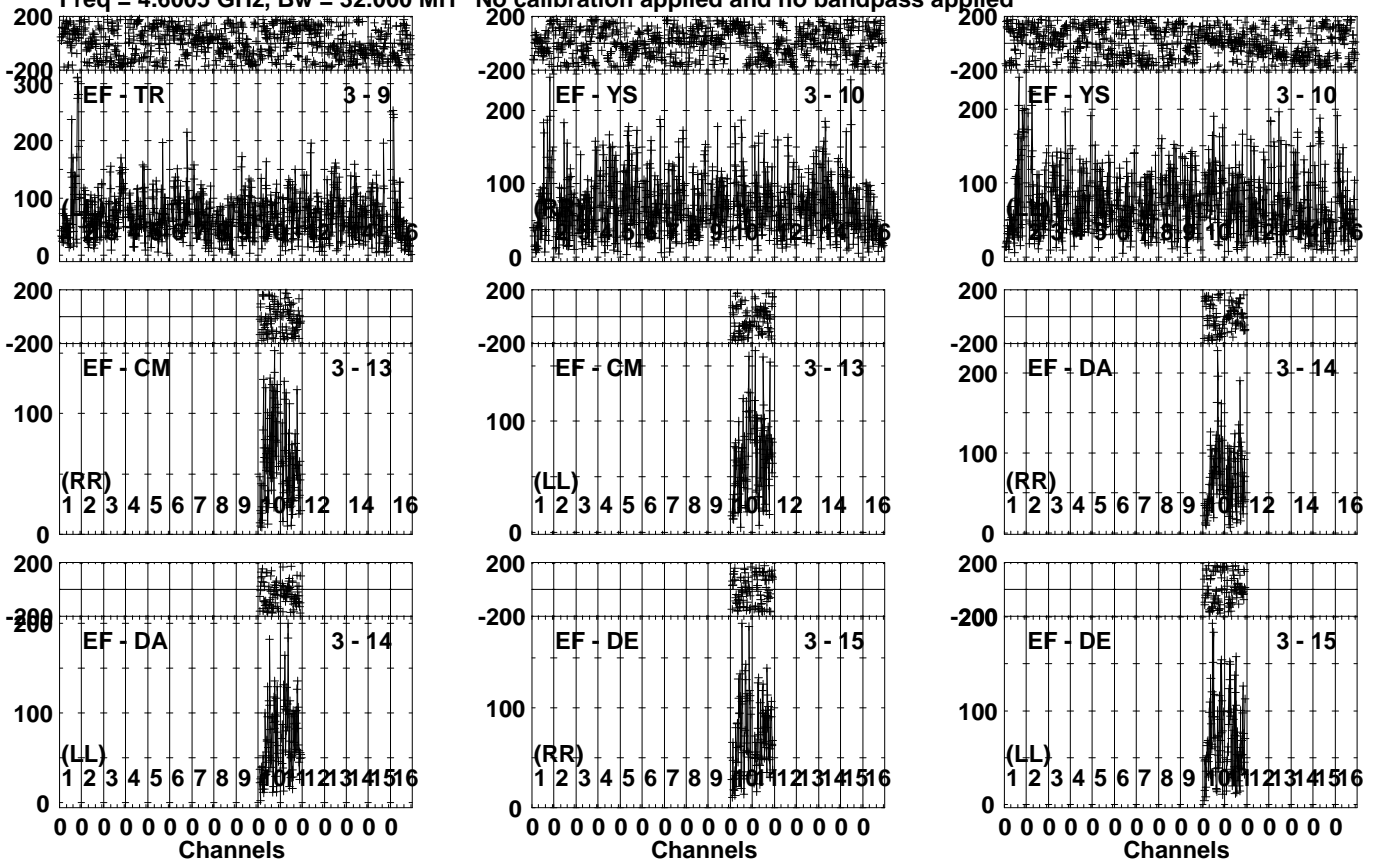 Freq = 4.6005 GHz, Bw = 32.000 MH No calibration applied and no bandpass applied
200 200 200
-200 -200 -200
300 EF - TR 3 - 9 EF - YS 3 - 10 EF - YS 3 - 10
200 200 200
100 100 100
0 0 0
200 200 200
-200 -200 -200
EF - CM 3 - 13 EF - CM 3 - 13 EF - DA 3 - 14
200
100 100 100
(RR) (LL) (RR)
1 2 3 4 5 6 7 8 9 10 12 14 16 1 2 3 4 5 6 7 8 9 10 12 14 16 1 2 3 4 5 6 7 8 9 10 12 14 16
0 0 0
200 200 200
-200 -200 -200
200 200
EF - DA 3 - 14 EF - DE 3 - 15 EF - DE 3 - 15
100 100 100
(LL) (RR) (LL)
1 2 3 4 5 6 7 8 9 10 11 12 13 14 15 16 1 2 3 4 5 6 7 8 9 10 11 12 13 14 15 16 1 2 3 4 5 6 7 8 9 10 11 12 13 14 15 16
0 0 0
0 0 0 0 0 0 0 0 0 0 0 0 0 0 0 0 0 0 0 0 0 0 0 0 0 0 0 0 0 0 0 0 0 0 0 0 0 0 0 0 0 0 0 0 0 0 0 0
Channels Channels Channels